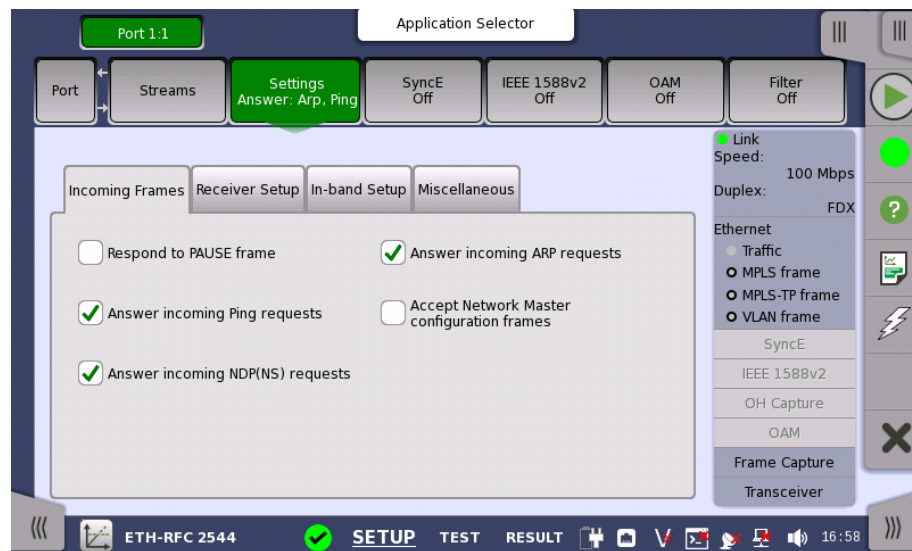 Application Selector
Port 1:1
Port
Streams
Settings
Answer: Arp, Ping
SyncE
Off
IEEE 1588v2
Off
OAM
Off
Filter
Off
Incoming Frames
Receiver Setup
In-band Setup
Miscellaneous
Respond to PAUSE frame
Answer incoming ARP requests
Answer incoming Ping requests
Accept Network Master
configuration frames
Answer incoming NDP(NS) requests
Link
Speed:
100 Mbps
Duplex:
FDX
Ethernet
Traffic
MPLS frame
MPLS-TP frame
VLAN frame
SyncE
IEEE 1588v2
OH Capture
OAM
Frame Capture
Transceiver
ETH-RFC 2544
SETUP
TEST
RESULT
16:58